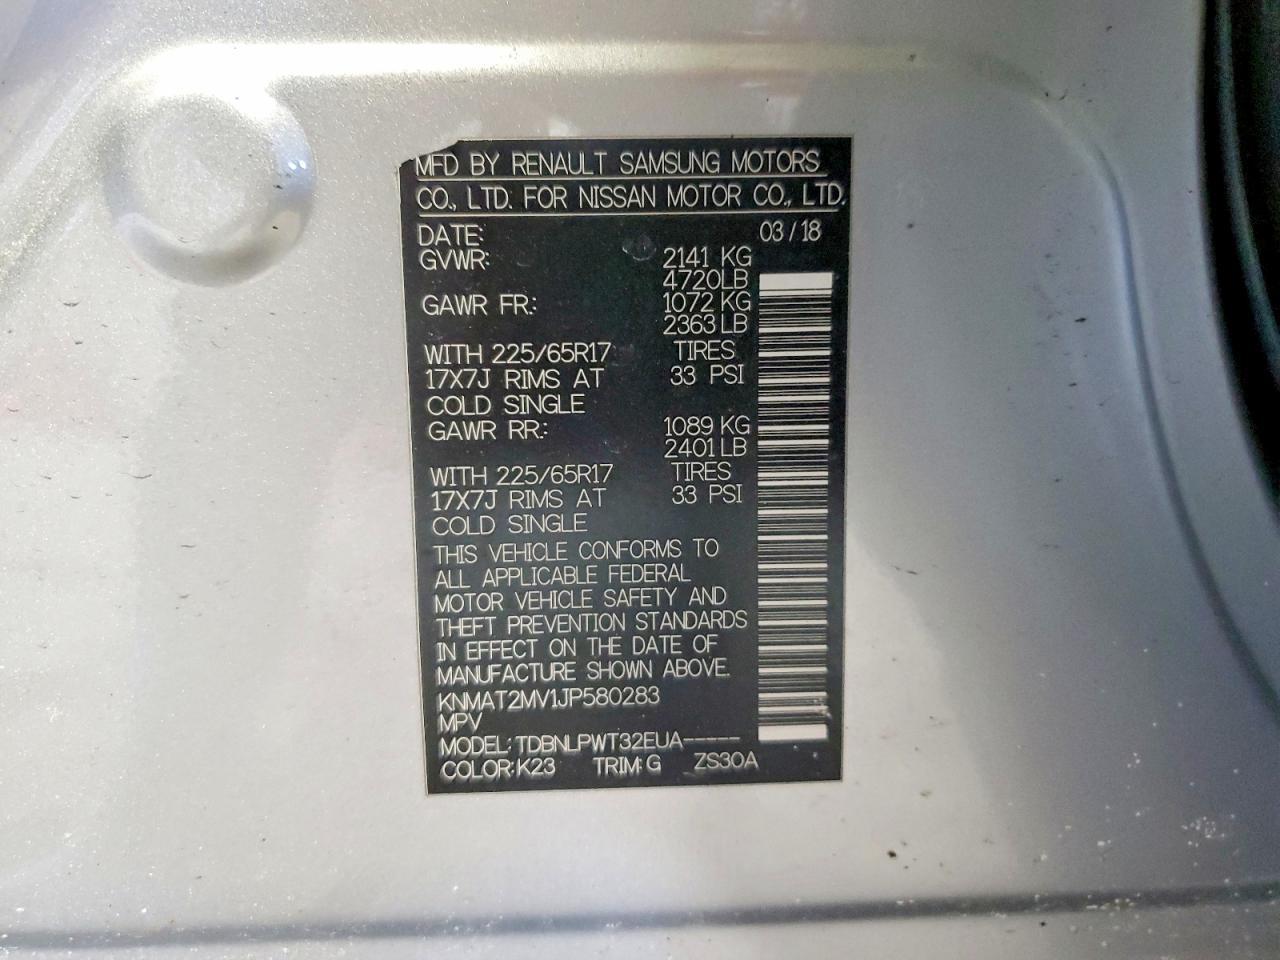 MFD BY RENAULT SAMSUNG MOTORS
CO., LTD. FOR NISSAN MOTOR CO., LTD.
DATE: 03 / 18
GVWR: 2141 KG
4720LB
GAWR FR.: 1072 KG
2363 LB
WITH 225/65R17 TIRES
17X7J RIMS AT 33 PSI
COLD SINGLE
GAWR RR.: 1089 KG
2401 LB
WITH 225/65R17 TIRES
17X7J RIMS AT 33 PSI
COLD SINGLE
THIS VEHICLE CONFORMS TO
ALL APPLICABLE FEDERAL
MOTOR VEHICLE SAFETY AND
THEFT PREVENTION STANDARDS
IN EFFECT ON THE DATE OF
MANUFACTURE SHOWN ABOVE.
KNMAT2MV1JP580283
MPV
MODEL: TDBNLPWT32EUA-----
COLOR: K23 TRIM: G ZS30A